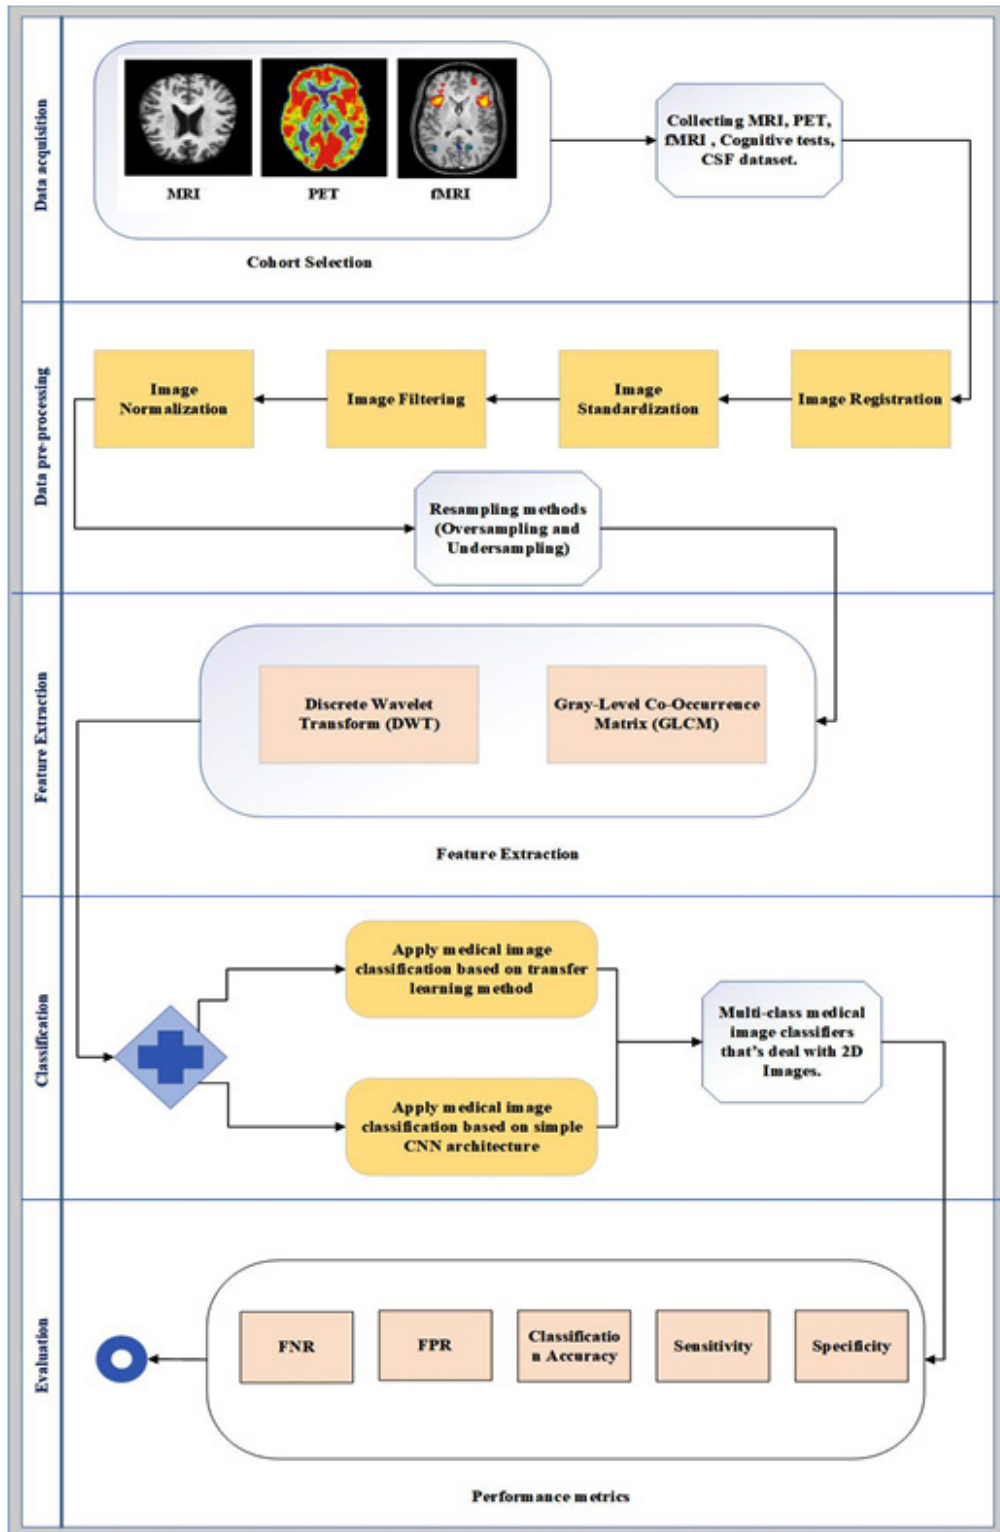 Data acquisition
MRI
PET
fMRI
Cohort Selection
Collecting MRI, PET,
fMRI , Cognitive tests,
CSF dataset.
Data pre-processing
Image
Normalization
Image Filtering
Image
Standardization
Image Registration
Resampling methods
(Oversampling and
Undersampling)
Feature Extraction
Discrete Wavelet
Transform (DWT)
Gray-Level Co-Occurrence
Matrix (GLCM)
Feature Extraction
Classification
Apply medical image
classification based on transfer
learning method
Apply medical image
classification based on simple
CNN architecture
Multi-class medical
image classifiers
that's deal with 2D
Images.
Evaluation
FNR
FPR
Classificatio
n Accuracy
Sensitivity
Specificity
Performance metrics